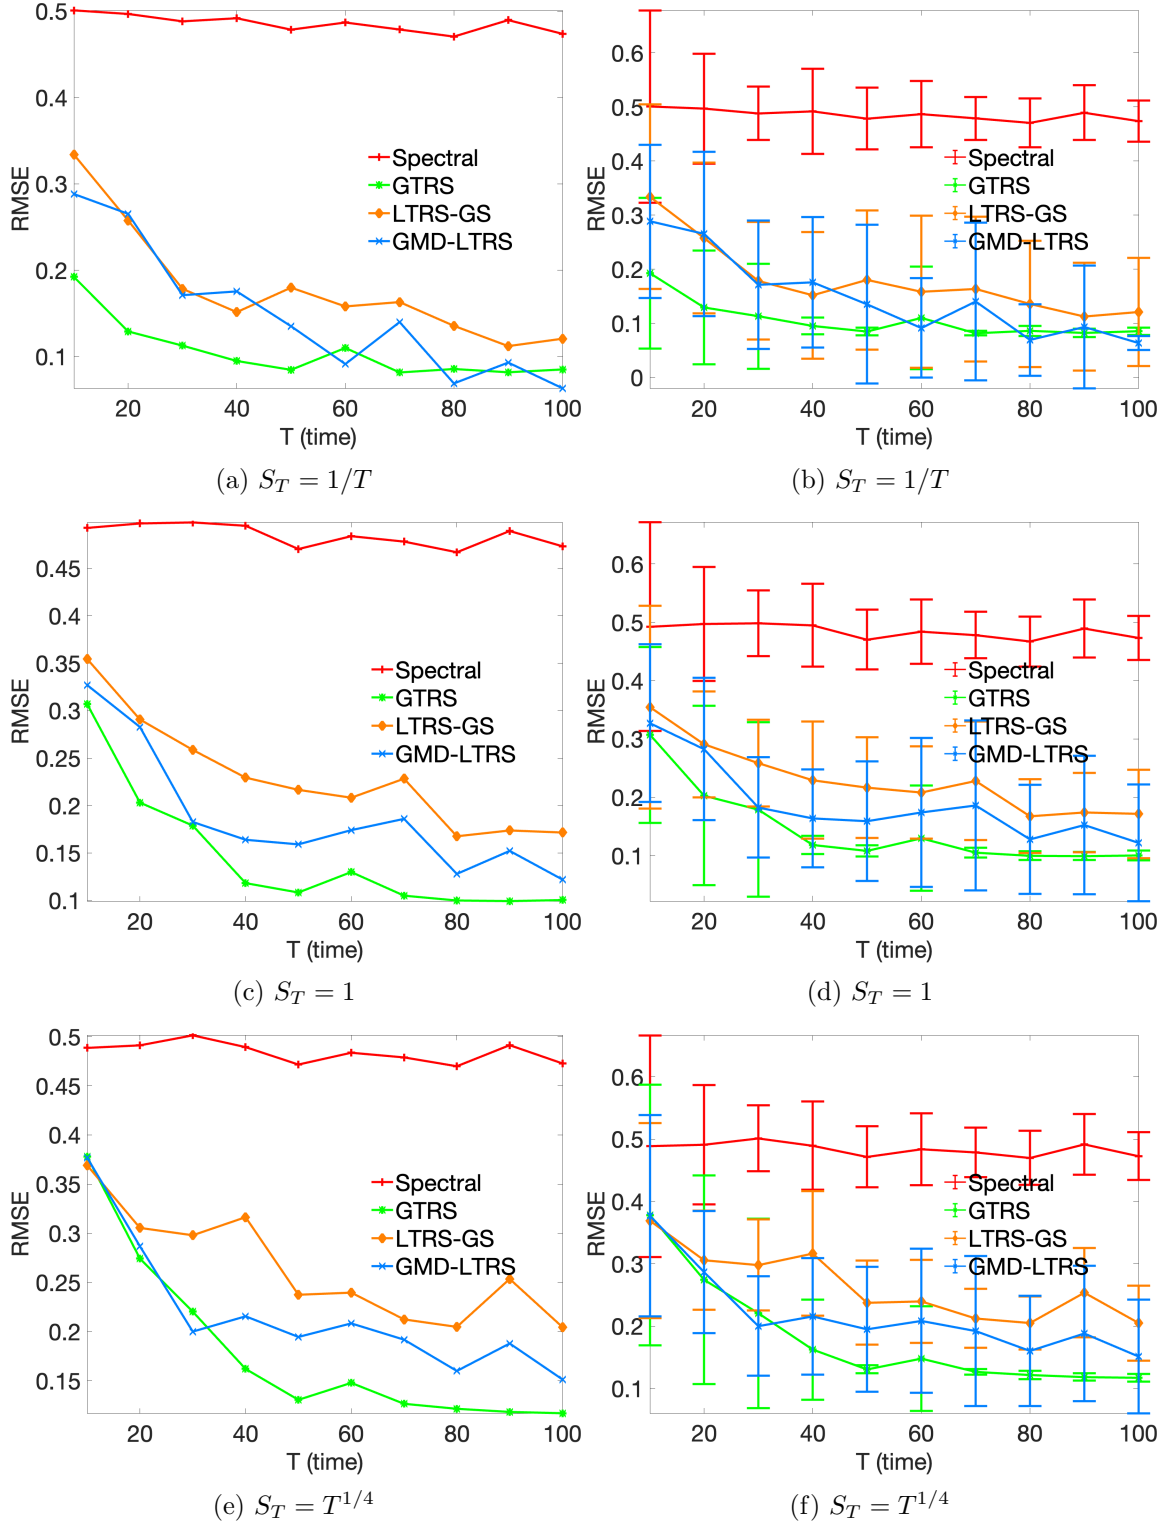 0.5
0.4
0.3
0.2
0.1
RMSE
Spectral
GTRS
LTRS-GS
GMD-LTRS
20 40 60 80 100
T (time)
(a) $S_T = 1/T$
0.6
0.5
0.4
0.3
0.2
0.1
0
RMSE
Spectral
GTRS
LTRS-GS
GMD-LTRS
20 40 60 80 100
T (time)
(b) $S_T = 1/T$
0.45
0.4
0.35
0.3
0.25
0.2
0.15
0.1
RMSE
Spectral
GTRS
LTRS-GS
GMD-LTRS
20 40 60 80 100
T (time)
(c) $S_T = 1$
0.6
0.5
0.4
0.3
0.2
0.1
RMSE
Spectral
GTRS
LTRS-GS
GMD-LTRS
20 40 60 80 100
T (time)
(d) $S_T = 1$
0.5
0.45
0.4
0.35
0.3
0.25
0.2
0.15
RMSE
Spectral
GTRS
LTRS-GS
GMD-LTRS
20 40 60 80 100
T (time)
(e) $S_T = T^{1/4}$
0.6
0.5
0.4
0.3
0.2
0.1
RMSE
Spectral
GTRS
LTRS-GS
GMD-LTRS
20 40 60 80 100
T (time)
(f) $S_T = T^{1/4}$